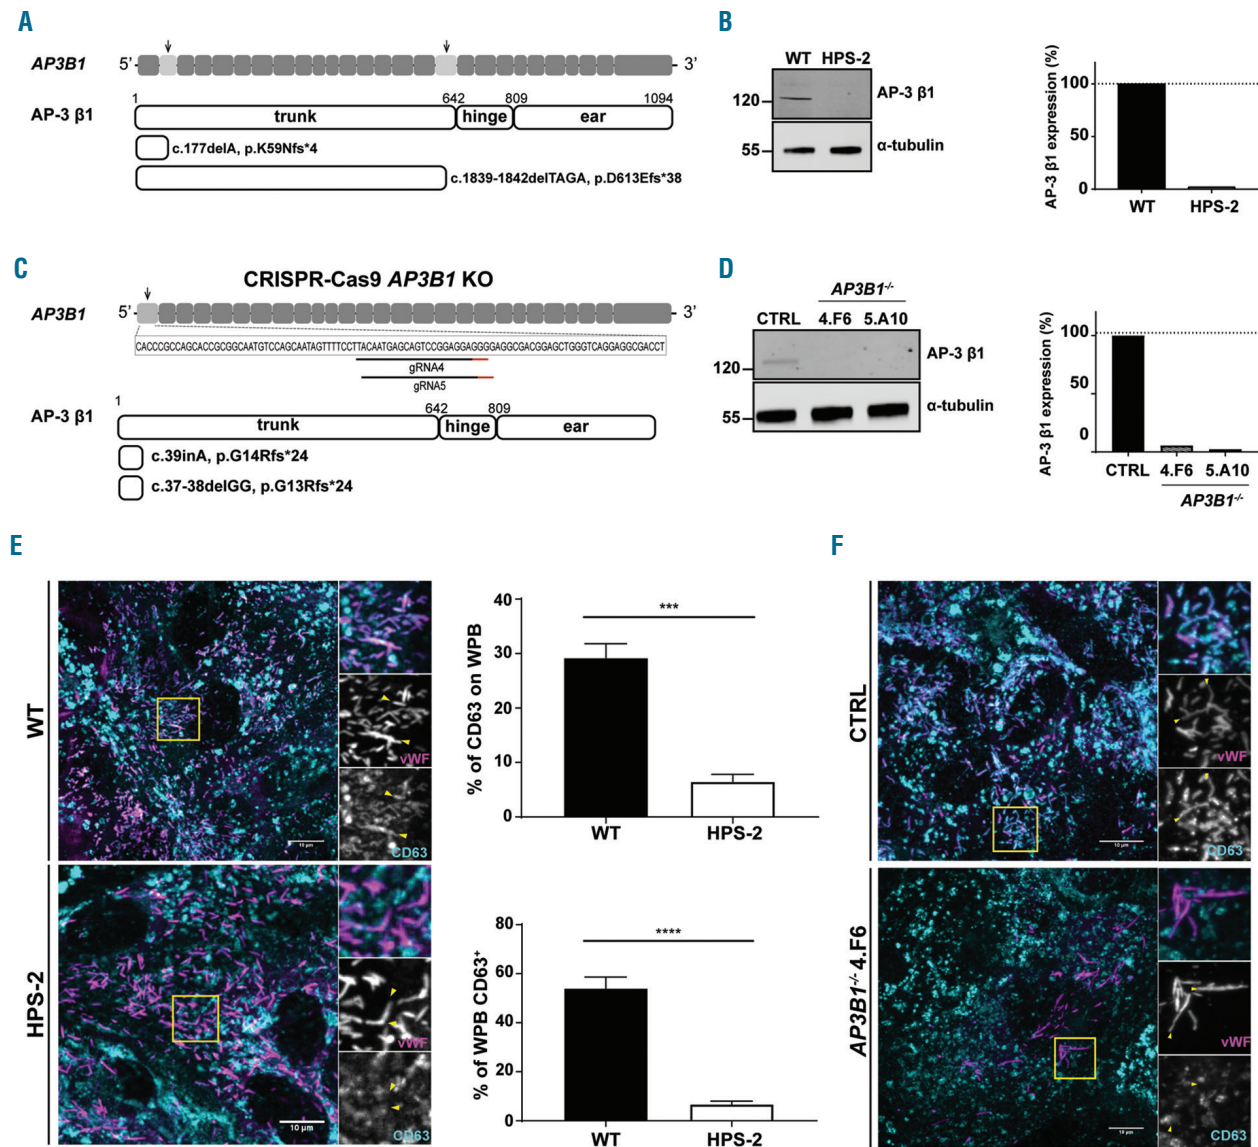 A
AP3B1
5'
3'
AP-3 β1
1
642
809
1094
trunk
hinge
ear
c.177delA, p.K59Nfs*4
c.1839-1842delTAGA, p.D613Efs*38
B
WT HPS-2
120
AP-3 β1
55
α-tubulin
AP-3 β1 expression (%)
100
50
0
WT
HPS-2
C
CRISPR-Cas9 AP3B1 KO
AP3B1
5'
3'
CACCCGCCAGCACCGCGGCAATGTCCAGCAATAGTTTTCCTTACAATGAGCAGTCCGGAGGAGGGGAGGCGACGGAGCTGGGTCAGGAGGCGACCT
gRNA4
gRNA5
AP-3 β1
1
642
809
trunk
hinge
ear
c.39inA, p.G14Rfs*24
c.37-38delGG, p.G13Rfs*24
D
AP3B1-/-
CTRL 4.F6 5.A10
120
AP-3 β1
55
α-tubulin
AP-3 β1 expression (%)
100
50
0
CTRL
4.F6
5.A10
AP3B1-/-
E
WT
10 µm
vWF
CD63
HPS-2
10 µm
vWF
CD63
% of CD63 on WPB
40
30
20
10
0
***
WT
HPS-2
% of WPB CD63+
80
60
40
20
0
****
WT
HPS-2
F
CTRL
10 µm
vWF
CD63
AP3B1-/- 4.F6
10 µm
vWF
CD63